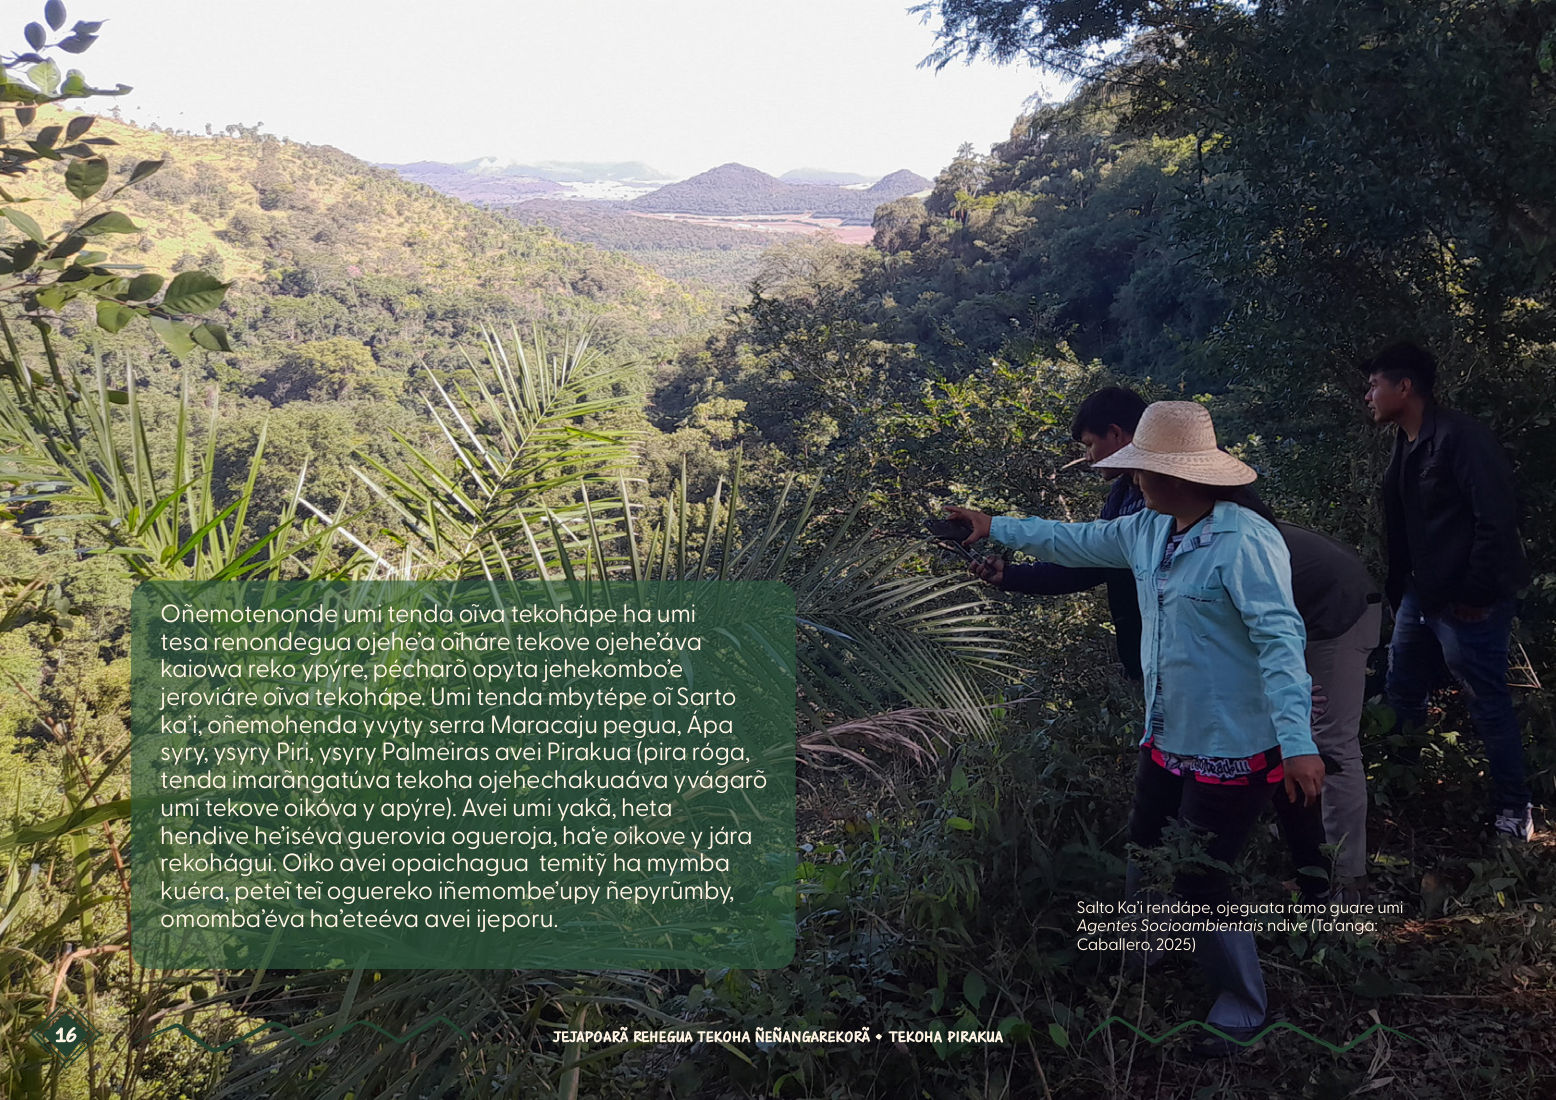 Oñemotenonde umi tenda oĩva tekohápe ha umi
tesa renondegua ojehe’a oĩháre tekove ojehe’áva
kaiowa reko ypýre, pécharõ opyta jehekombo’e
jeroviáre oĩva tekohápe. Umi tenda mbytépe oĩ Sarto
ka’i, oñemohenda yvyty serra Maracaju pegua, Ápa
syry, ysyry Piri, ysyry Palmeiras avei Pirakua (pira róga,
tenda imarãngatúva tekoha ojehechakuaáva yvágarõ
umi tekove oikóva y apýre). Avei umi yakã, heta
hendive he’iséva guerovia ogueroja, ha‘e oikove y jára
rekohágui. Oiko avei opaichagua temitỹ ha mymba
kuéra, peteĩ teĩ oguereko iñemombe’upy ñepyrũmby,
omomba’éva ha’eteéva avei ijeporu.
Salto Ka’i rendápe, ojeguata ramo guare umi
Agentes Socioambientais ndive (Ta’anga:
Caballero, 2025)
16
JEJAPOARÃ REHEGUA TEKOHA ÑEÑANGAREKORÃ • TEKOHA PIRAKUA